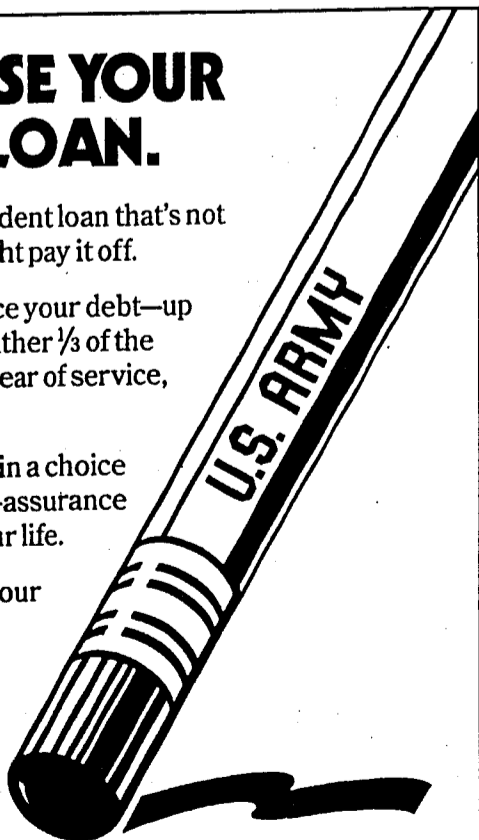 SE YOUR
LOAN.
dent loan that's not
ht pay it off.
ce your debt—up
ther ⅓ of the
ear of service,
in a choice
-assurance
ur life.
our
U.S. ARMY